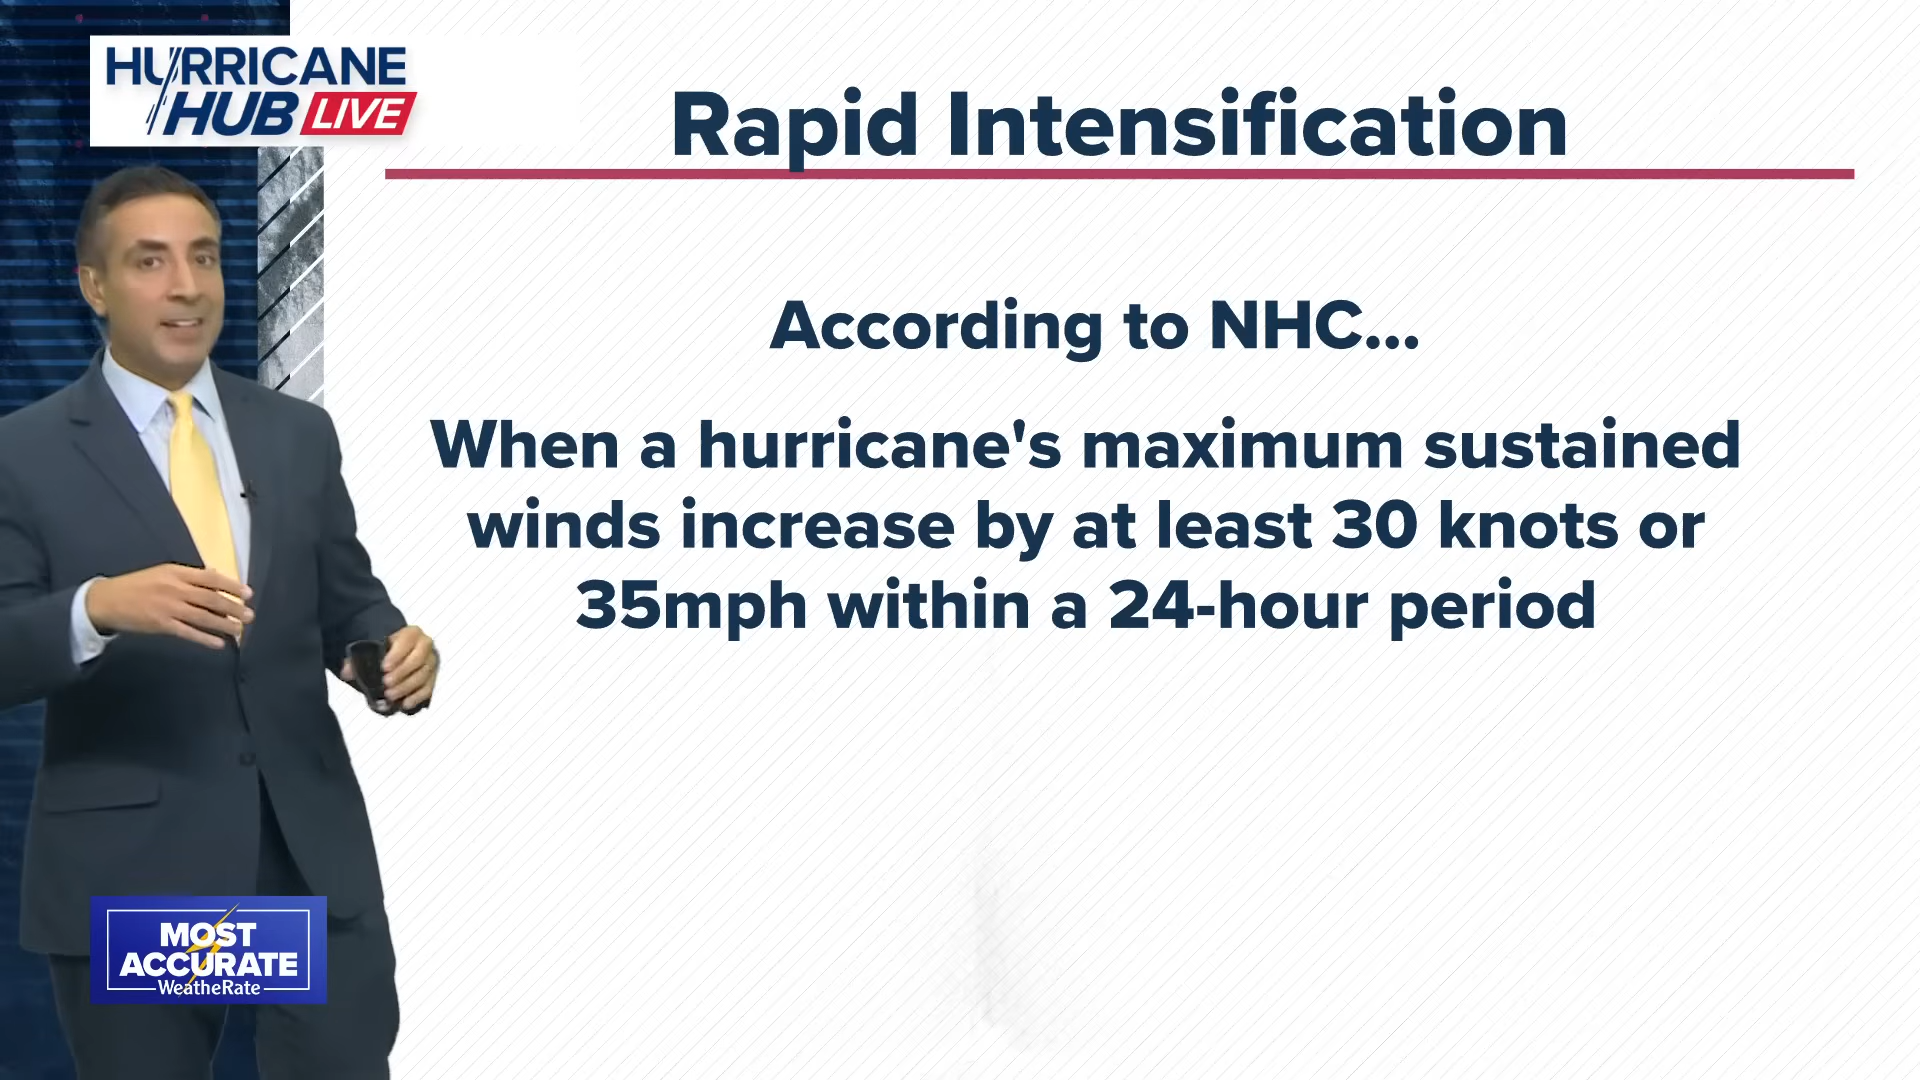 HURRICANE
HUB LIVE
Rapid Intensification
According to NHC...
When a hurricane's maximum sustained
winds increase by at least 30 knots or
35mph within a 24-hour period
MOST
ACCURATE
WeatheRate